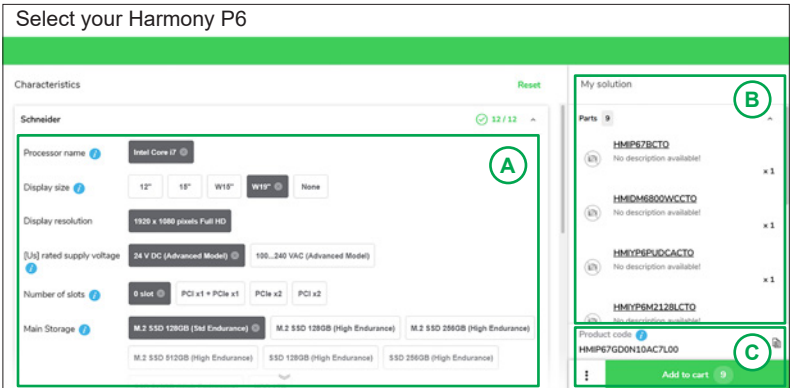 Select your Harmony P6
Characteristics
Reset
Schneider
12 / 12
A
Processor name
Intel Core i7
Display size
12" 15" W15" W19" None
Display resolution
1920 x 1080 pixels Full HD
[Us] rated supply voltage
24 V DC (Advanced Model) 100...240 VAC (Advanced Model)
Number of slots
0 slot PCI x1 + PCIe x1 PCIe x2 PCI x2
Main Storage
M.2 SSD 128GB (Std Endurance) M.2 SSD 128GB (High Endurance) M.2 SSD 256GB (High Endurance)
M.2 SSD 512GB (High Endurance) SSD 128GB (High Endurance) SSD 256GB (High Endurance)
My solution
B
Parts 9
HMIP67BCTO
No description available!
x 1
HMIDM6800WCCTO
No description available!
x 1
HMIYP6PUDCACTO
No description available!
x 1
HMIYP6M2128LCTO
No description available!
Product code
HMIP67GD0N10AC7L00
C
Add to cart 9